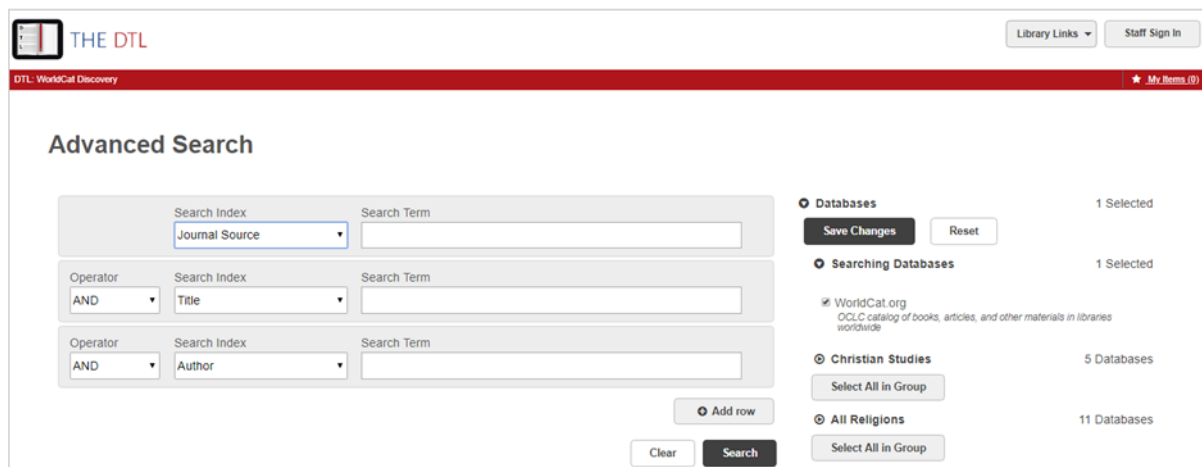 THE DTL
Library Links
Staff Sign In
DTL: WorldCat Discovery
My Items (0)
Advanced Search
Search Index
Search Term
Journal Source
Operator
Search Index
Search Term
AND
Title
Operator
Search Index
Search Term
AND
Author
Add row
Clear
Search
Databases
1 Selected
Save Changes
Reset
Searching Databases
1 Selected
WorldCat.org
OCLC catalog of books, articles, and other materials in libraries
worldwide
Christian Studies
5 Databases
Select All in Group
All Religions
11 Databases
Select All in Group